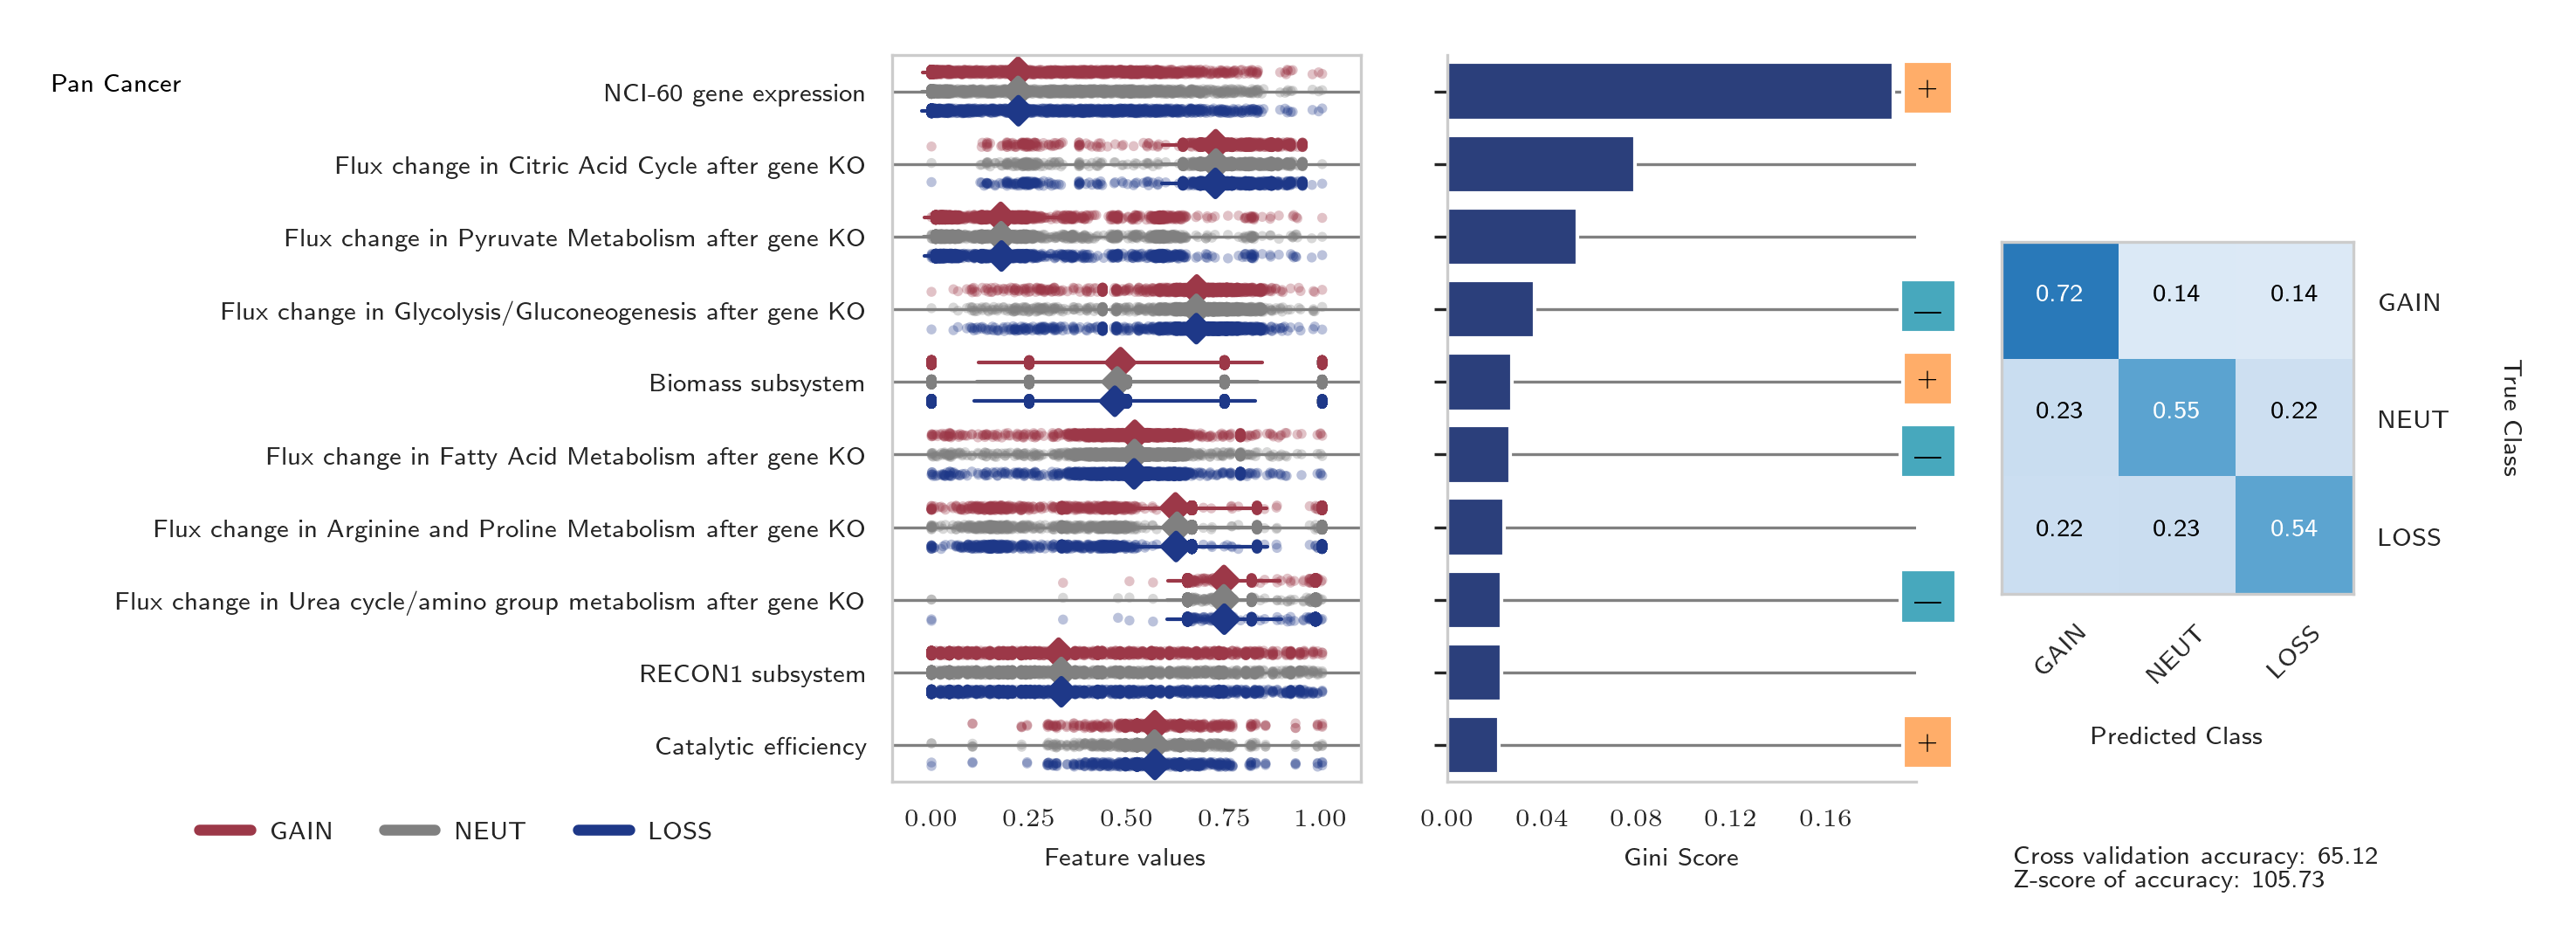 Pan Cancer
NCI-60 gene expression
Flux change in Citric Acid Cycle after gene KO
Flux change in Pyruvate Metabolism after gene KO
Flux change in Glycolysis/Gluconeogenesis after gene KO
Biomass subsystem
Flux change in Fatty Acid Metabolism after gene KO
Flux change in Arginine and Proline Metabolism after gene KO
Flux change in Urea cycle/amino group metabolism after gene KO
RECON1 subsystem
Catalytic efficiency
GAIN NEUT LOSS
0.00 0.25 0.50 0.75 1.00
Feature values
+
—
+
—
—
+
0.00 0.04 0.08 0.12 0.16
Gini Score
0.72 0.14 0.14 GAIN
0.23 0.55 0.22 NEUT
0.22 0.23 0.54 LOSS
True Class
GAIN NEUT LOSS
Predicted Class
Cross validation accuracy: 65.12
Z-score of accuracy: 105.73